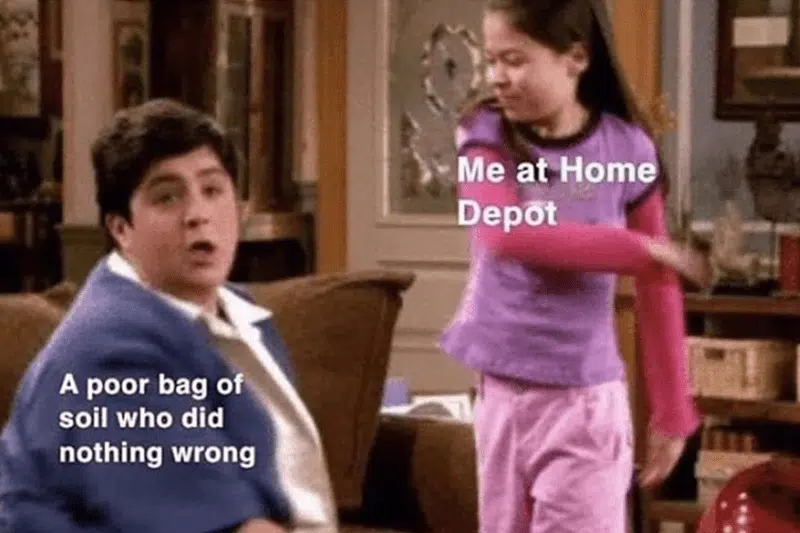 Me at Home
Depot
A poor bag of
soil who did
nothing wrong